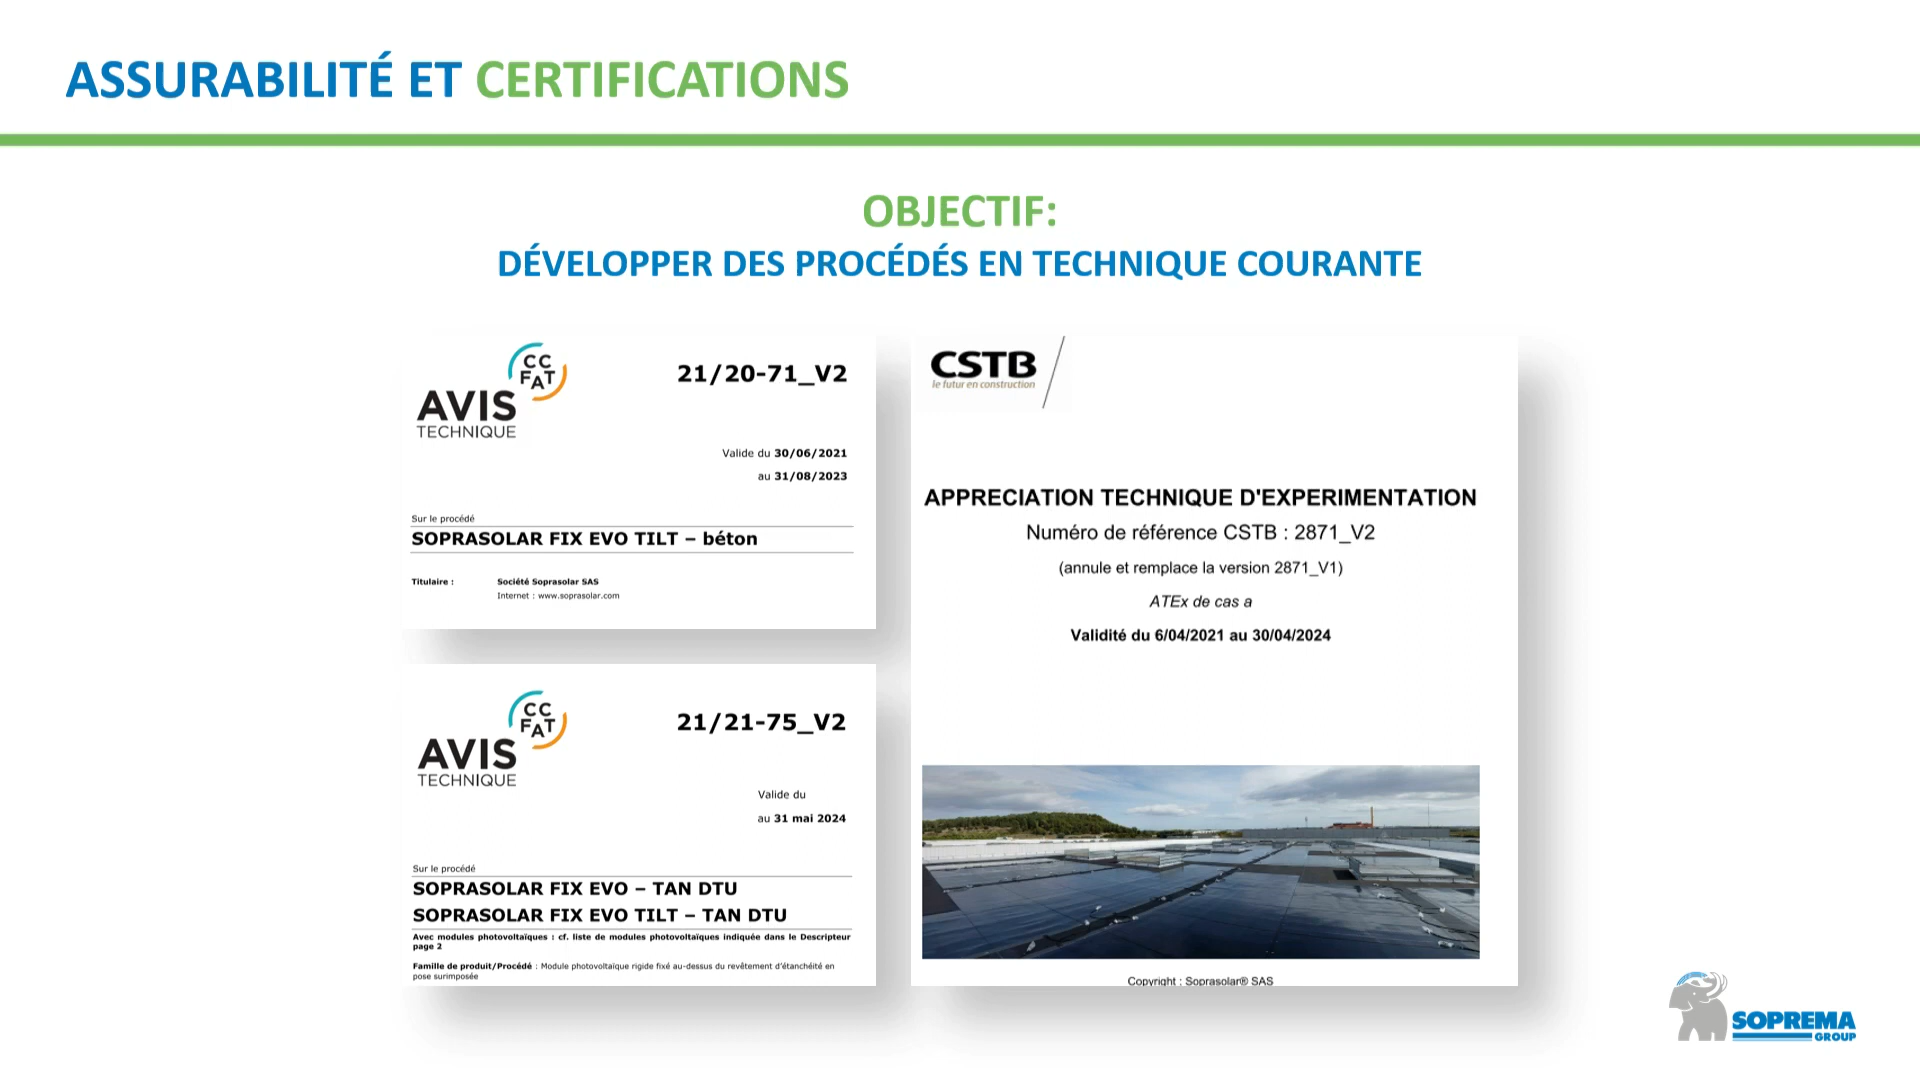 ASSURABILITÉ ET CERTIFICATIONS
OBJECTIF:
DÉVELOPPER DES PROCÉDÉS EN TECHNIQUE COURANTE
CC
FAT
AVIS
TECHNIQUE
21/20-71_V2
Valide du 30/06/2021
au 31/08/2023
Sur le procédé
SOPRASOLAR FIX EVO TILT – béton
Titulaire : Société Soprasolar SAS
Internet : www.soprasolar.com
CC
FAT
AVIS
TECHNIQUE
21/21-75_V2
Valide du
au 31 mai 2024
Sur le procédé
SOPRASOLAR FIX EVO – TAN DTU
SOPRASOLAR FIX EVO TILT – TAN DTU
Avec modules photovoltaïques : cf. liste de modules photovoltaïques indiquée dans le Descripteur
page 2
Famille de produit/Procédé : Module photovoltaïque rigide fixé au-dessus du revêtement d'étanchéité en
pose surimposée
CSTB
le futur en construction
APPRECIATION TECHNIQUE D'EXPERIMENTATION
Numéro de référence CSTB : 2871_V2
(annule et remplace la version 2871_V1)
ATEx de cas a
Validité du 6/04/2021 au 30/04/2024
Copyright : Soprasolar® SAS
SOPREMA
GROUP